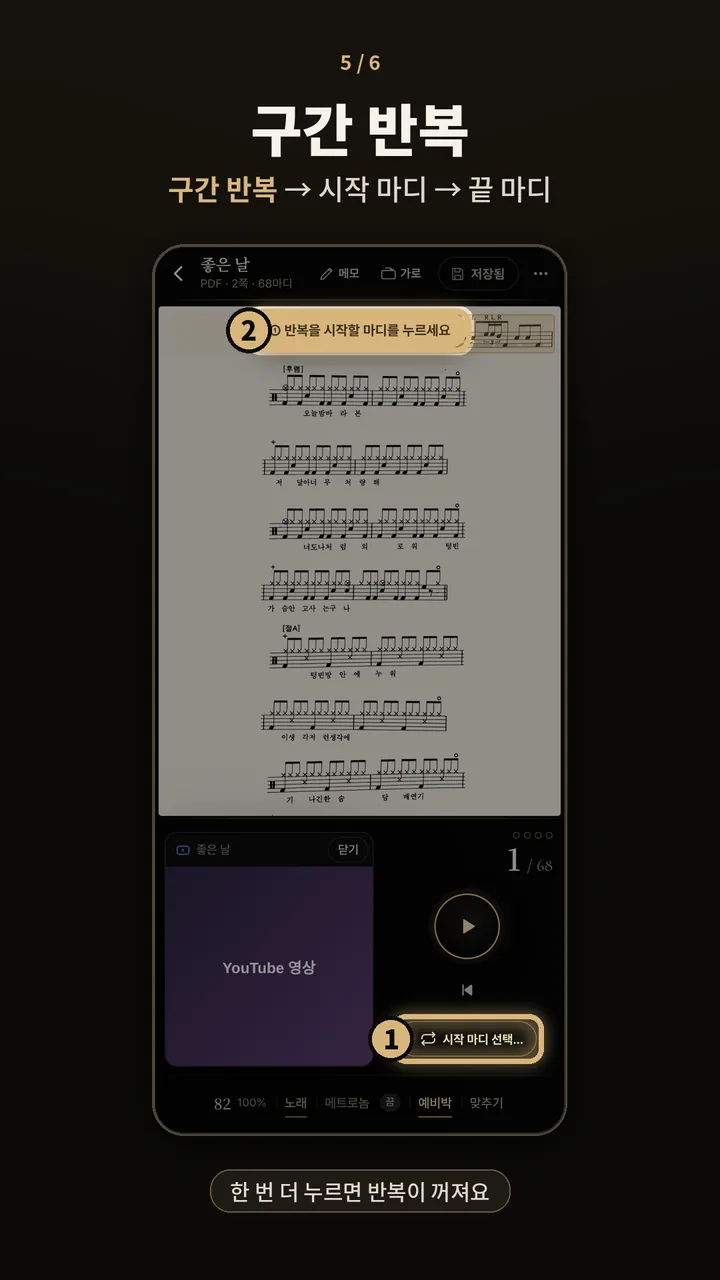 5 / 6
구간 반복
구간 반복 → 시작 마디 → 끝 마디
좋은 날
PDF · 2쪽 · 68마디
메모
가로
저장됨
2
반복을 시작할 마디를 누르세요
R L R
[후렴]
오늘밤바 라 본
저 달아너 무 처 량 해
너도나처 럼 외 로 워 텅빈
가 슴안 고사 는구 나
[절A]
텅빈방 안 에 누 워
이생 각저 런생각에
기 나긴한 숨 담 배연기
좋은 날
닫기
1 / 68
YouTube 영상
1
시작 마디 선택...
82 100% 노래 메트로놈 끔 예비박 맞추기
한 번 더 누르면 반복이 꺼져요